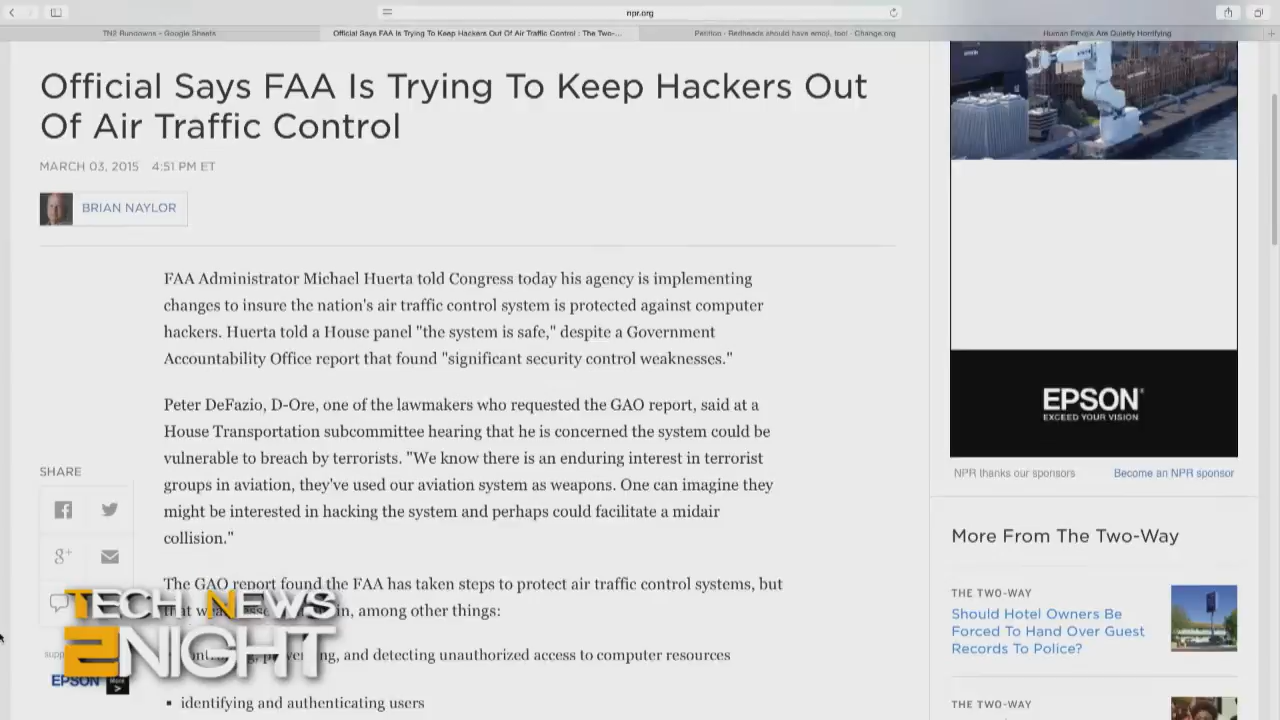 npr.org
TN2 Rundowns - Google Sheets
Official Says FAA Is Trying To Keep Hackers Out Of Air Traffic Control : The Two-...
Petition · Redheads should have emoji, too! · Change.org
Human Emojis Are Quietly Horrifying
Official Says FAA Is Trying To Keep Hackers Out
Of Air Traffic Control
MARCH 03, 2015 4:51 PM ET
BRIAN NAYLOR
FAA Administrator Michael Huerta told Congress today his agency is implementing
changes to insure the nation's air traffic control system is protected against computer
hackers. Huerta told a House panel "the system is safe," despite a Government
Accountability Office report that found "significant security control weaknesses."
Peter DeFazio, D-Ore, one of the lawmakers who requested the GAO report, said at a
House Transportation subcommittee hearing that he is concerned the system could be
vulnerable to breach by terrorists. "We know there is an enduring interest in terrorist
groups in aviation, they've used our aviation system as weapons. One can imagine they
might be interested in hacking the system and perhaps could facilitate a midair
collision."
The GAO report found the FAA has taken steps to protect air traffic control systems, but
in, among other things:
and detecting unauthorized access to computer resources
identifying and authenticating users
SHARE
g+
TECH NEWS
2NIGHT
EPSON
More
>
EPSON
EXCEED YOUR VISION
NPR thanks our sponsors
Become an NPR sponsor
More From The Two-Way
THE TWO-WAY
Should Hotel Owners Be
Forced To Hand Over Guest
Records To Police?
THE TWO-WAY